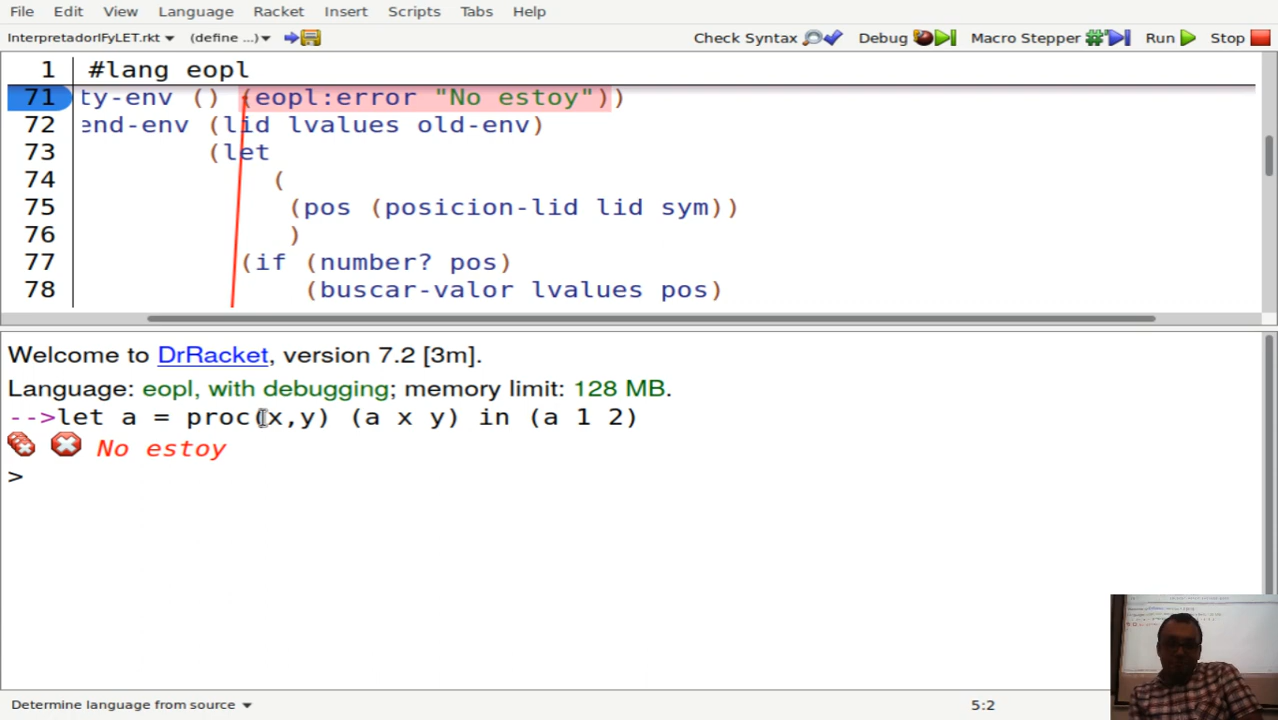 File Edit View Language Racket Insert Scripts Tabs Help
InterpretadorIFyLET.rkt (define ...) Check Syntax Debug Macro Stepper Run Stop
1 #lang eopl
71 ty-env () (eopl:error "No estoy"))
72 end-env (lid lvalues old-env)
73 (let
74 (
75 (pos (posicion-lid lid sym))
76 )
77 (if (number? pos)
78 (buscar-valor lvalues pos)
Welcome to DrRacket, version 7.2 [3m].
Language: eopl, with debugging; memory limit: 128 MB.
-->let a = proc(x,y) (a x y) in (a 1 2)
No estoy
>
Determine language from source 5:2